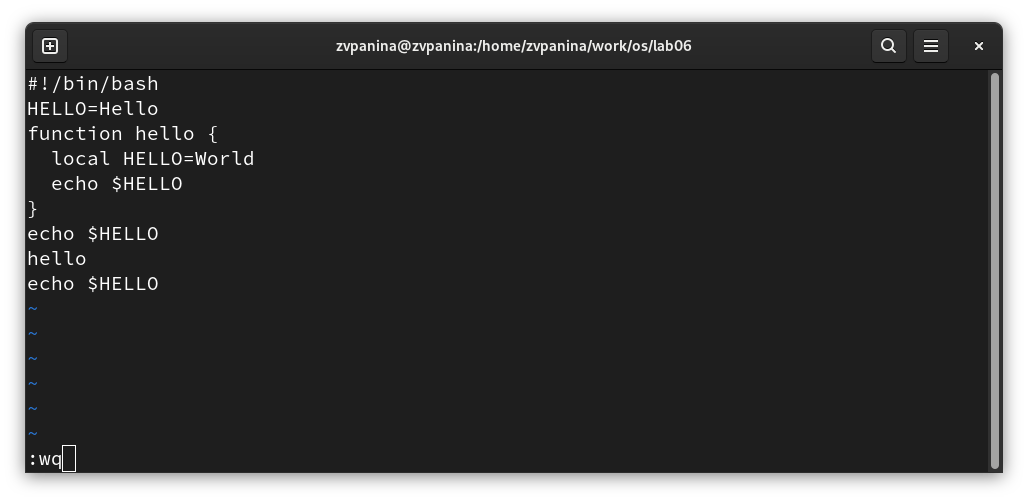 zvpanina@zvpanina:/home/zvpanina/work/os/lab06
#!/bin/bash
HELLO=Hello
function hello {
  local HELLO=World
  echo $HELLO
}
echo $HELLO
hello
echo $HELLO
~
~
~
~
~
~
:wq